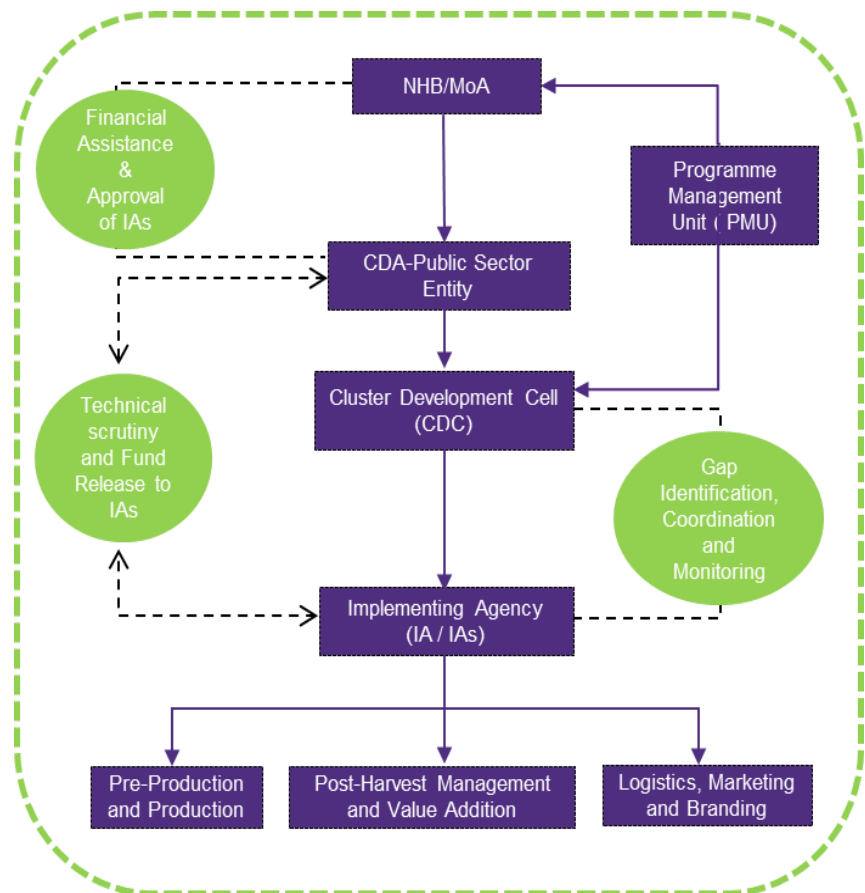 NHB/MoA
Financial
Assistance
&
Approval
of IAs
Programme
Management
Unit ( PMU)
CDA-Public Sector
Entity
Cluster Development Cell
(CDC)
Technical
scrutiny
and Fund
Release to
IAs
Gap
Identification,
Coordination
and
Monitoring
Implementing Agency
(IA / IAs)
Pre-Production
and Production
Post-Harvest Management
and Value Addition
Logistics, Marketing
and Branding